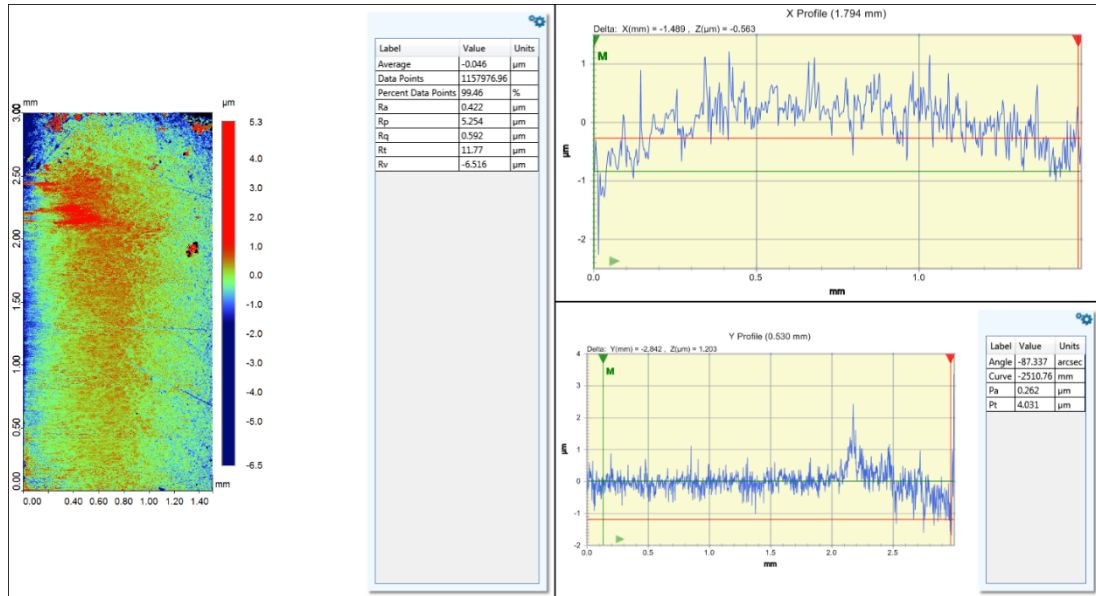 mm
3.00
2.50
2.00
1.50
1.00
0.50
0.00
0.00 0.40 0.60 0.80 1.00 1.20 1.40
mm
µm
5.3
4.0
3.0
2.0
1.0
0.0
-1.0
-2.0
-3.0
-4.0
-5.0
-6.5
Label Value Units
Average -0.046 µm
Data Points 1157976.96
Percent Data Points 99.46 %
Ra 0.422 µm
Rp 5.254 µm
Rq 0.592 µm
Rt 11.77 µm
Rv -6.516 µm
X Profile (1.794 mm)
Delta: X(mm) = -1.489 , Z(µm) = -0.563
M
1
0
-1
-2
µm
0.0 0.5 1.0
mm
Y Profile (0.530 mm)
Delta: Y(mm) = -2.842 , Z(µm) = 1.203
M
4
3
2
1
0
-1
-2
µm
0.0 0.5 1.0 1.5 2.0 2.5
mm
Label Value Units
Angle -87.337 arcsec
Curve -2510.76 mm
Pa 0.262 µm
Pt 4.031 µm